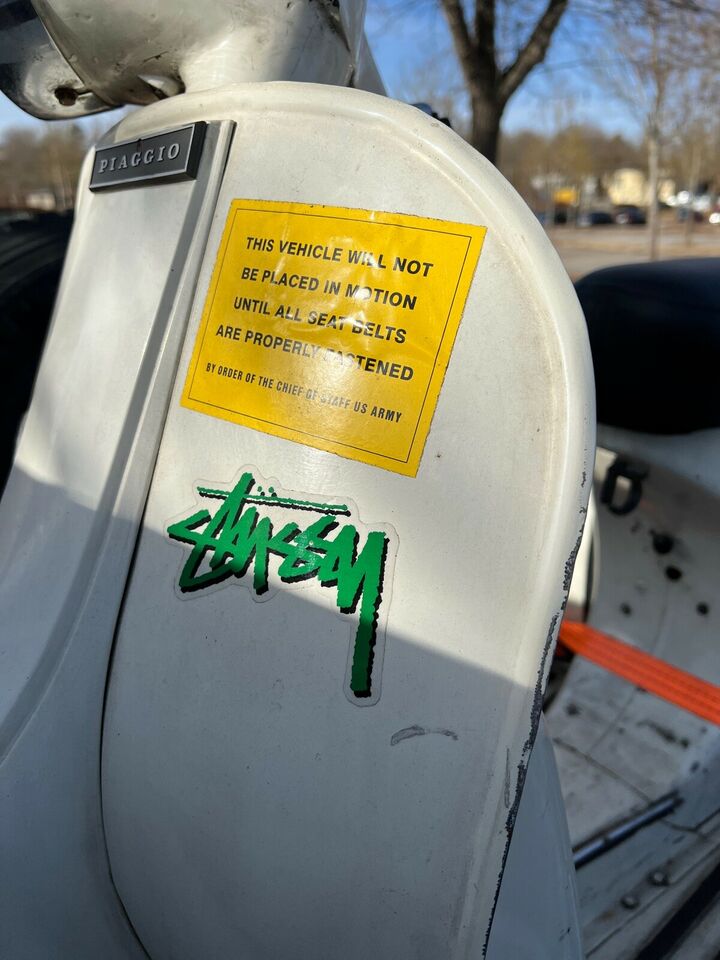 PIAGGIO
THIS VEHICLE WILL NOT
BE PLACED IN MOTION
UNTIL ALL SEAT BELTS
ARE PROPERLY FASTENED
BY ORDER OF THE CHIEF OF STAFF US ARMY
Stüssy